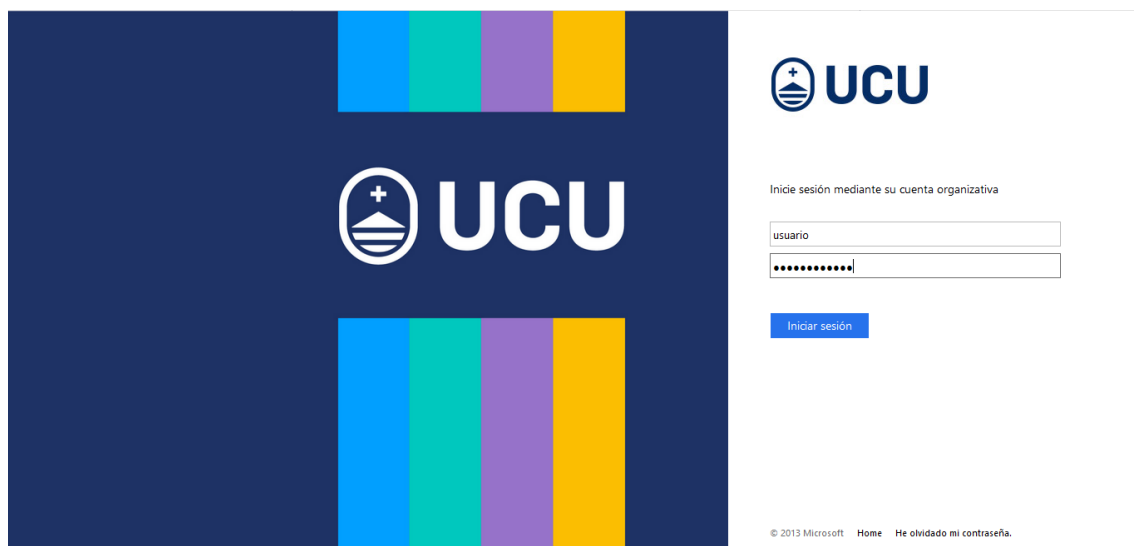 UCU
UCU
Inicie sesión mediante su cuenta organizativa
usuario
••••••••••••
Iniciar sesión
© 2013 Microsoft Home He olvidado mi contraseña.